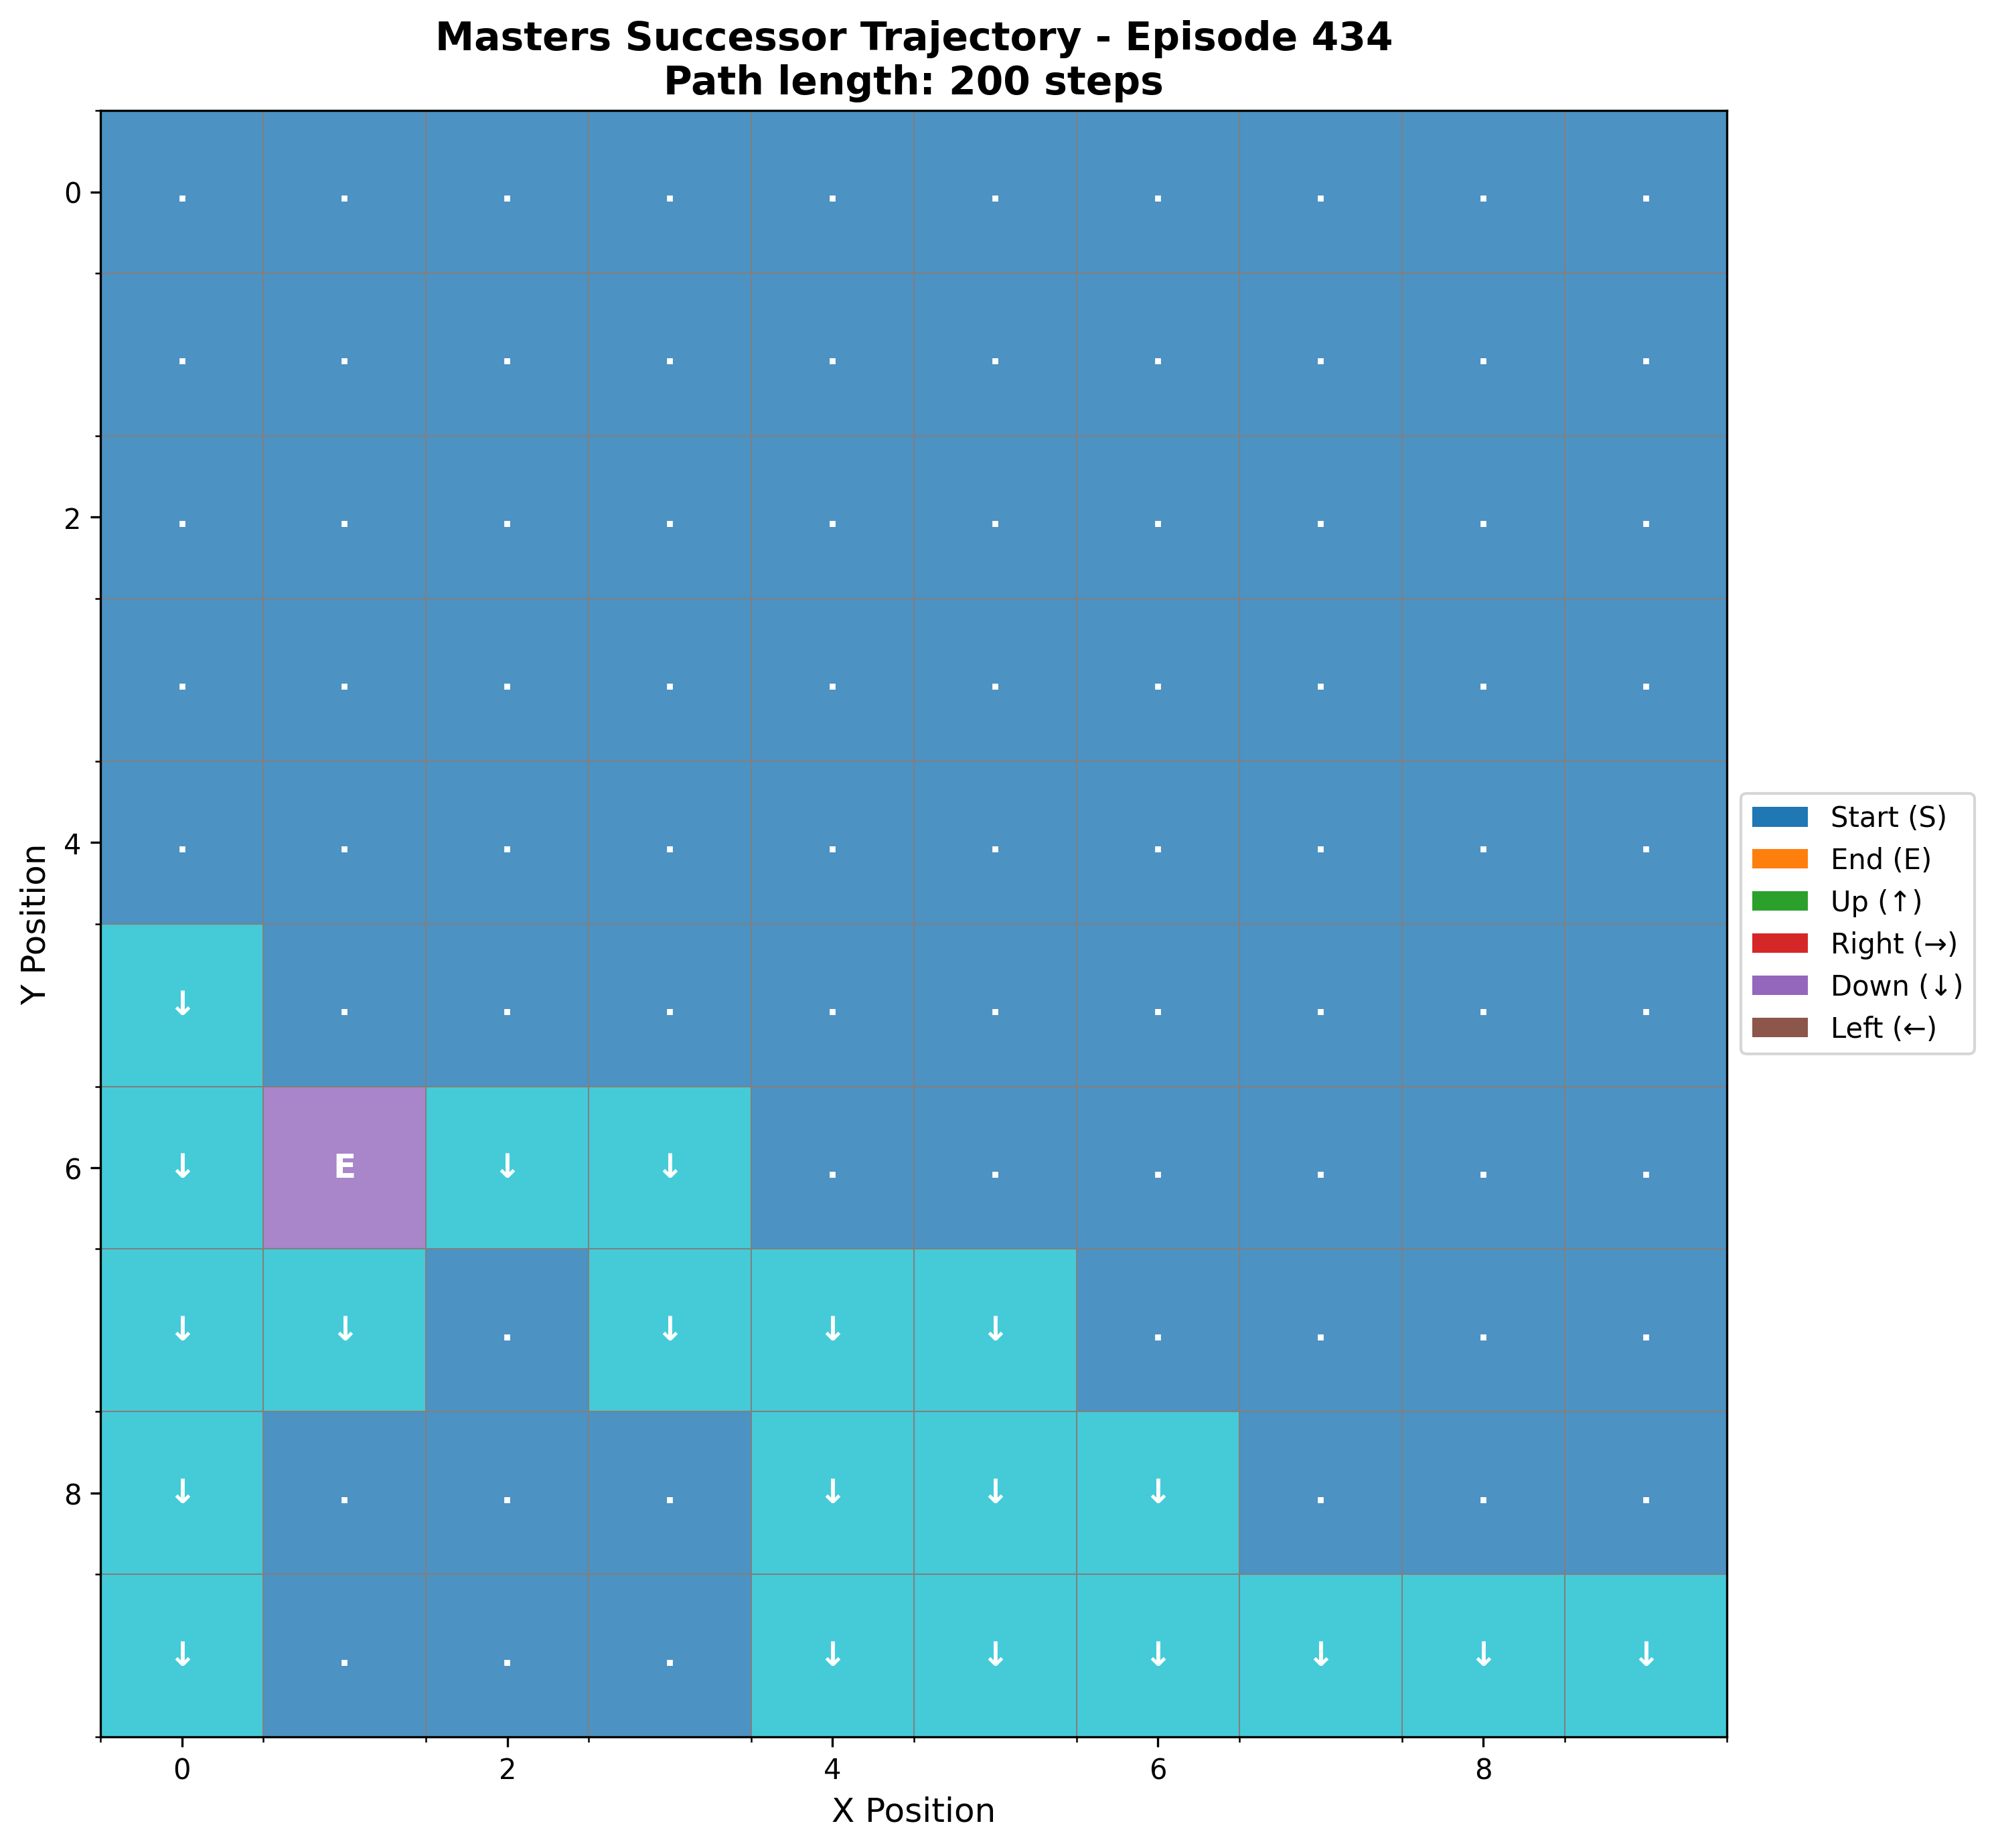 Masters Successor Trajectory - Episode 434
Path length: 200 steps
0 . . . . . . . . . .
. . . . . . . . . .
2 . . . . . . . . . .
. . . . . . . . . .
4 . . . . . . . . . .
↓ . . . . . . . . .
6 ↓ E ↓ ↓ . . . . . .
↓ ↓ . ↓ ↓ ↓ . . . .
8 ↓ . . . ↓ ↓ ↓ . . .
↓ . . . ↓ ↓ ↓ ↓ ↓ ↓
0 2 4 6 8
X Position
Y Position
Start (S)
End (E)
Up (↑)
Right (→)
Down (↓)
Left (←)